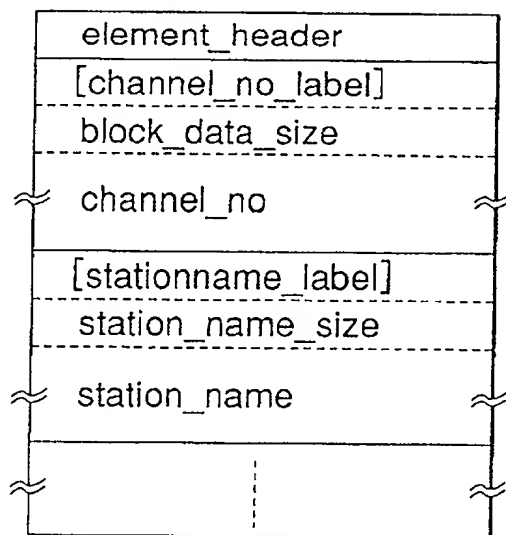 element_header
[channel_no_label]
block_data_size
channel_no
[stationname_label]
station_name_size
station_name